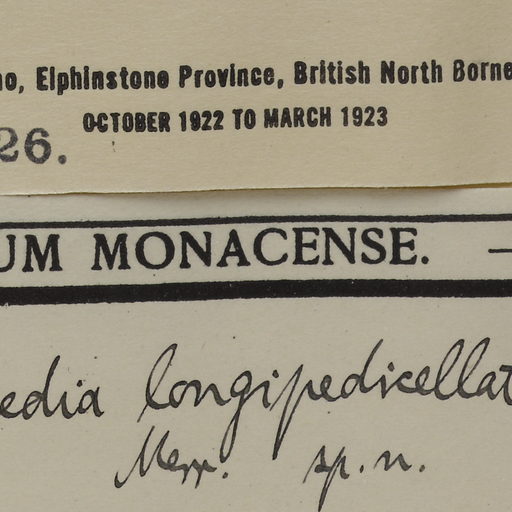 no, Elphinstone Province, British North Borne
OCTOBER 1922 TO MARCH 1923
26.
UM MONACENSE. —
edia longipedicellat
Merr. sp. n.